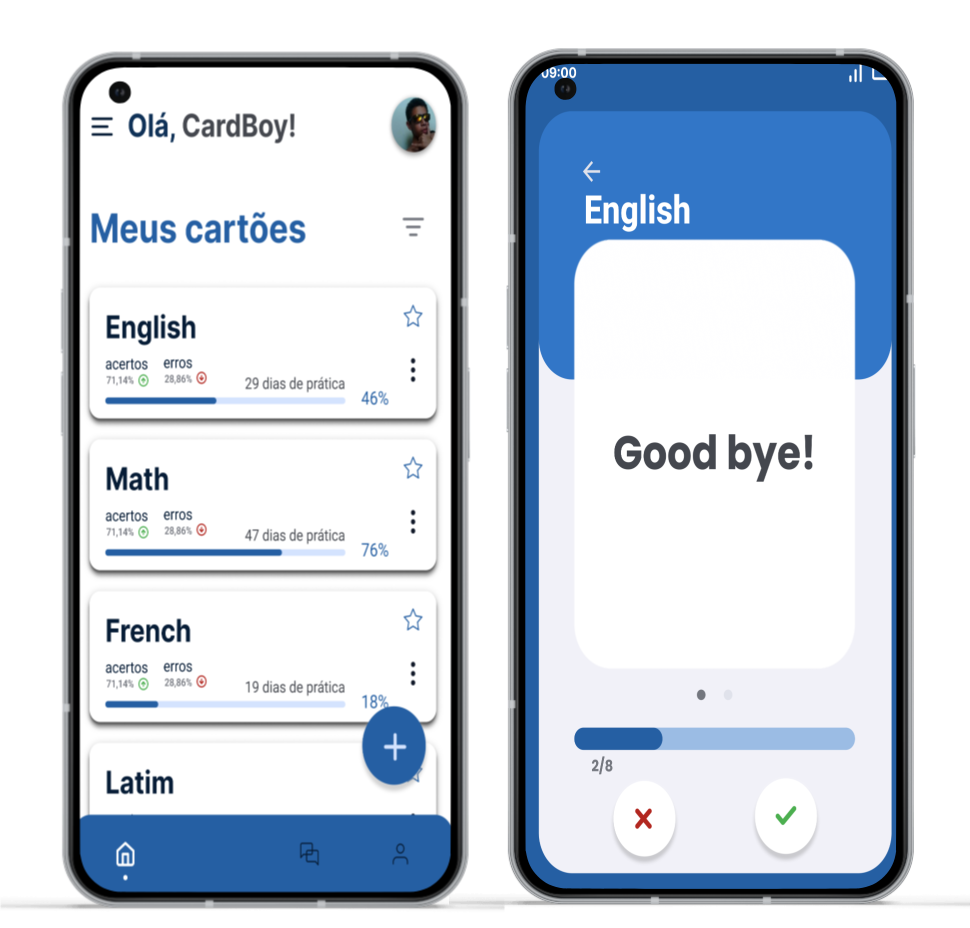 Olá, CardBoy!
Meus cartões
English
acertos erros
71,14% 28,86%
29 dias de prática
46%
Math
acertos erros
71,14% 28,86%
47 dias de prática
76%
French
acertos erros
71,14% 28,86%
19 dias de prática
18%
Latim
09:00
English
Good bye!
2/8